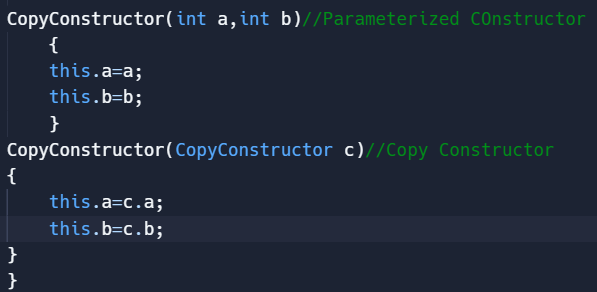 CopyConstructor(int a,int b)//Parameterized COnstructor
    {
    this.a=a;
    this.b=b;
    }
CopyConstructor(CopyConstructor c)//Copy Constructor
{
    this.a=c.a;
    this.b=c.b;
}
}